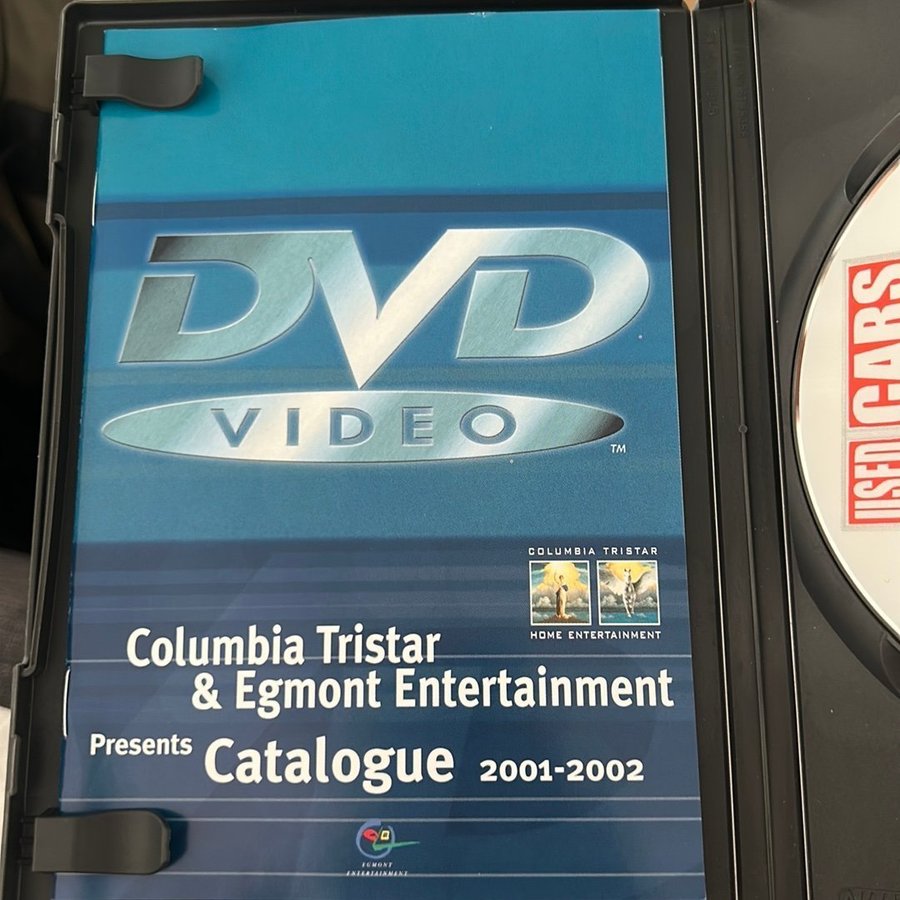 DVD
VIDEO
TM
COLUMBIA TRISTAR
HOME ENTERTAINMENT
Columbia Tristar
& Egmont Entertainment
Presents Catalogue 2001-2002
EGMONT
ENTERTAINMENT
USED CARS